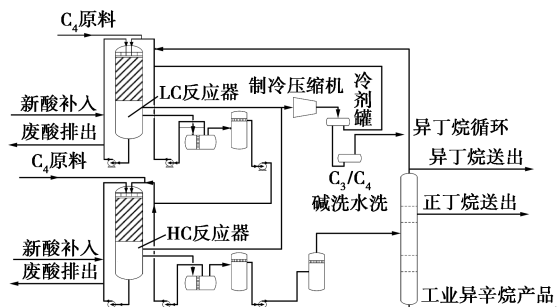 C₄原料
LC反应器
制冷压缩机
冷剂罐
新酸补入
废酸排出
异丁烷循环
异丁烷送出
C₃/C₄
碱洗水洗
C₄原料
正丁烷送出
HC反应器
新酸补入
废酸排出
工业异辛烷产品